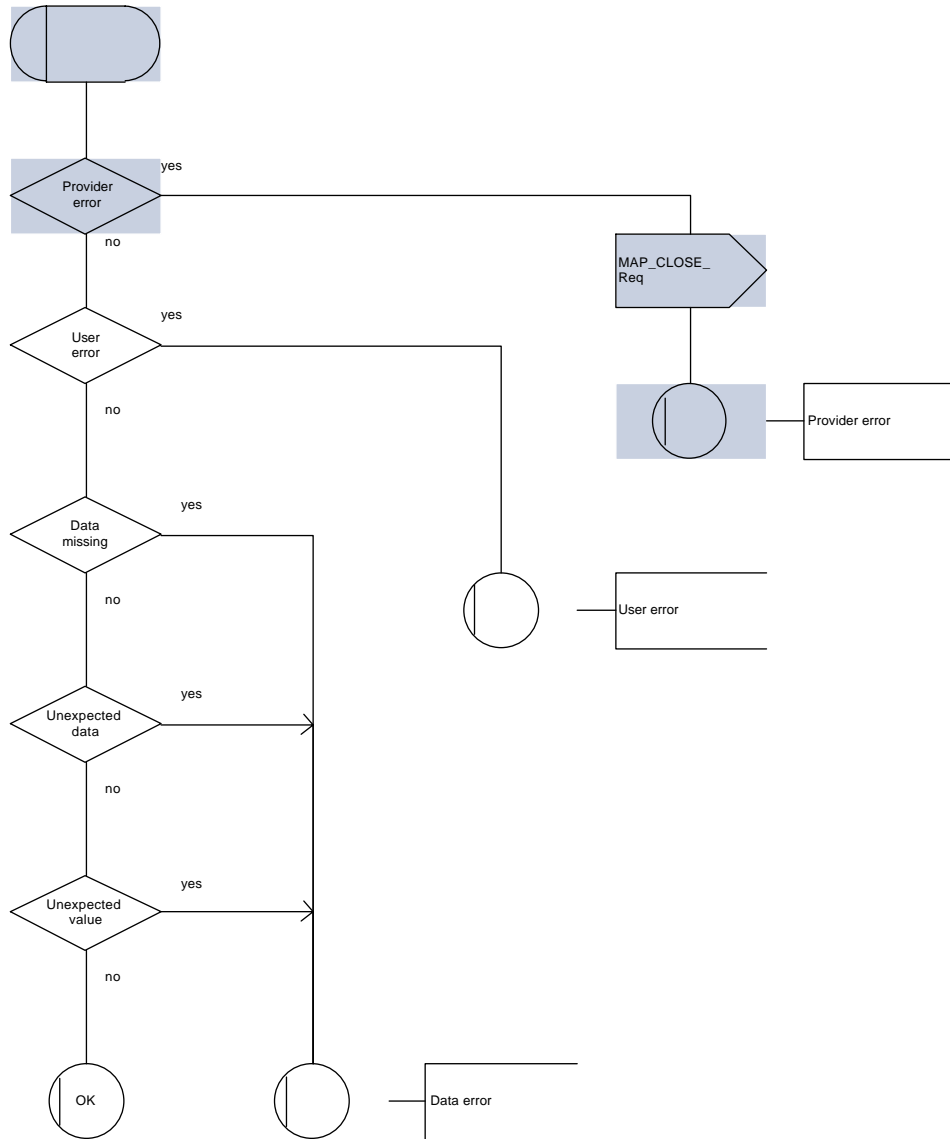 yes
Provider
error
no
MAP_CLOSE_
Req
yes
User
error
no
Provider error
yes
Data
missing
no
User error
yes
Unexpected
data
no
yes
Unexpected
value
no
OK
Data error